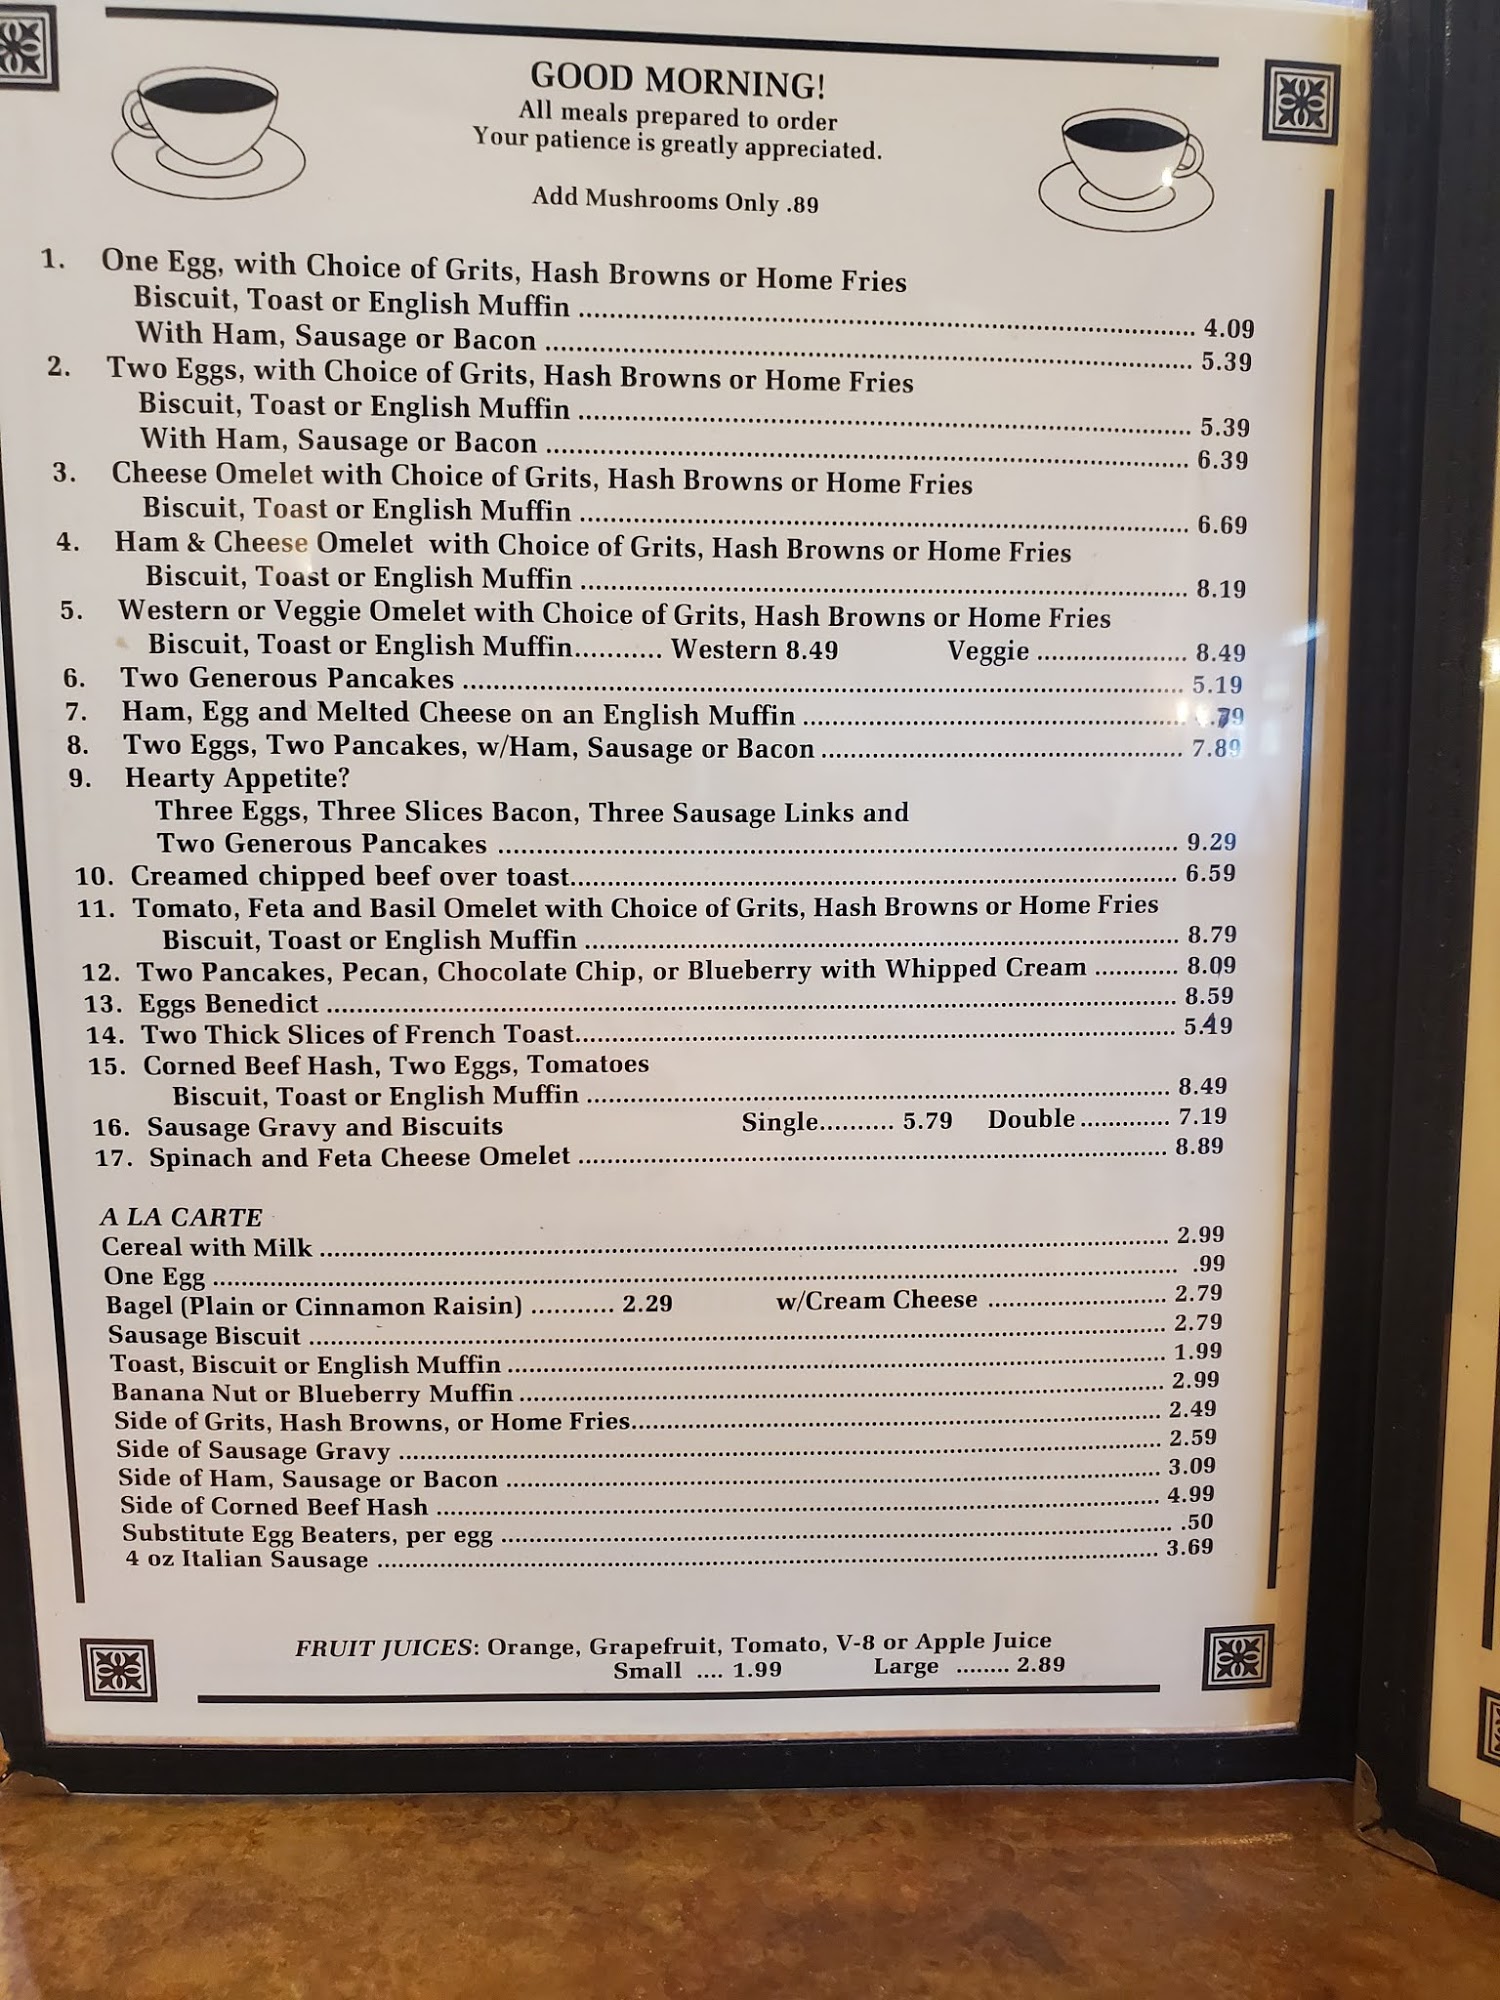 GOOD MORNING!
All meals prepared to order
Your patience is greatly appreciated.
Add Mushrooms Only .89
1. One Egg, with Choice of Grits, Hash Browns or Home Fries
Biscuit, Toast or English Muffin ........ 4.09
With Ham, Sausage or Bacon ........ 5.39
2. Two Eggs, with Choice of Grits, Hash Browns or Home Fries
Biscuit, Toast or English Muffin ........ 5.39
With Ham, Sausage or Bacon ........ 6.39
3. Cheese Omelet with Choice of Grits, Hash Browns or Home Fries
Biscuit, Toast or English Muffin ........ 6.69
4. Ham & Cheese Omelet with Choice of Grits, Hash Browns or Home Fries
Biscuit, Toast or English Muffin ........ 8.19
5. Western or Veggie Omelet with Choice of Grits, Hash Browns or Home Fries
Biscuit, Toast or English Muffin........... Western 8.49 Veggie ........ 8.49
6. Two Generous Pancakes ........ 5.19
7. Ham, Egg and Melted Cheese on an English Muffin ........
8. Two Eggs, Two Pancakes, w/Ham, Sausage or Bacon ........ 7.89
9. Hearty Appetite?
Three Eggs, Three Slices Bacon, Three Sausage Links and
Two Generous Pancakes ........ 9.29
10. Creamed chipped beef over toast........ 6.59
11. Tomato, Feta and Basil Omelet with Choice of Grits, Hash Browns or Home Fries
Biscuit, Toast or English Muffin ........ 8.79
12. Two Pancakes, Pecan, Chocolate Chip, or Blueberry with Whipped Cream ............ 8.09
13. Eggs Benedict ........ 8.59
14. Two Thick Slices of French Toast........ 5.49
15. Corned Beef Hash, Two Eggs, Tomatoes
Biscuit, Toast or English Muffin ........ 8.49
16. Sausage Gravy and Biscuits Single.......... 5.79 Double ............ 7.19
17. Spinach and Feta Cheese Omelet ........ 8.89
A LA CARTE
Cereal with Milk ........ 2.99
One Egg ........ .99
Bagel (Plain or Cinnamon Raisin) ........... 2.29 w/Cream Cheese ........ 2.79
Sausage Biscuit ........ 2.79
Toast, Biscuit or English Muffin ........ 1.99
Banana Nut or Blueberry Muffin ........ 2.99
Side of Grits, Hash Browns, or Home Fries........ 2.49
Side of Sausage Gravy ........ 2.59
Side of Ham, Sausage or Bacon ........ 3.09
Side of Corned Beef Hash ........ 4.99
Substitute Egg Beaters, per egg ........ .50
4 oz Italian Sausage ........ 3.69
FRUIT JUICES: Orange, Grapefruit, Tomato, V-8 or Apple Juice
Small .... 1.99 Large ........ 2.89